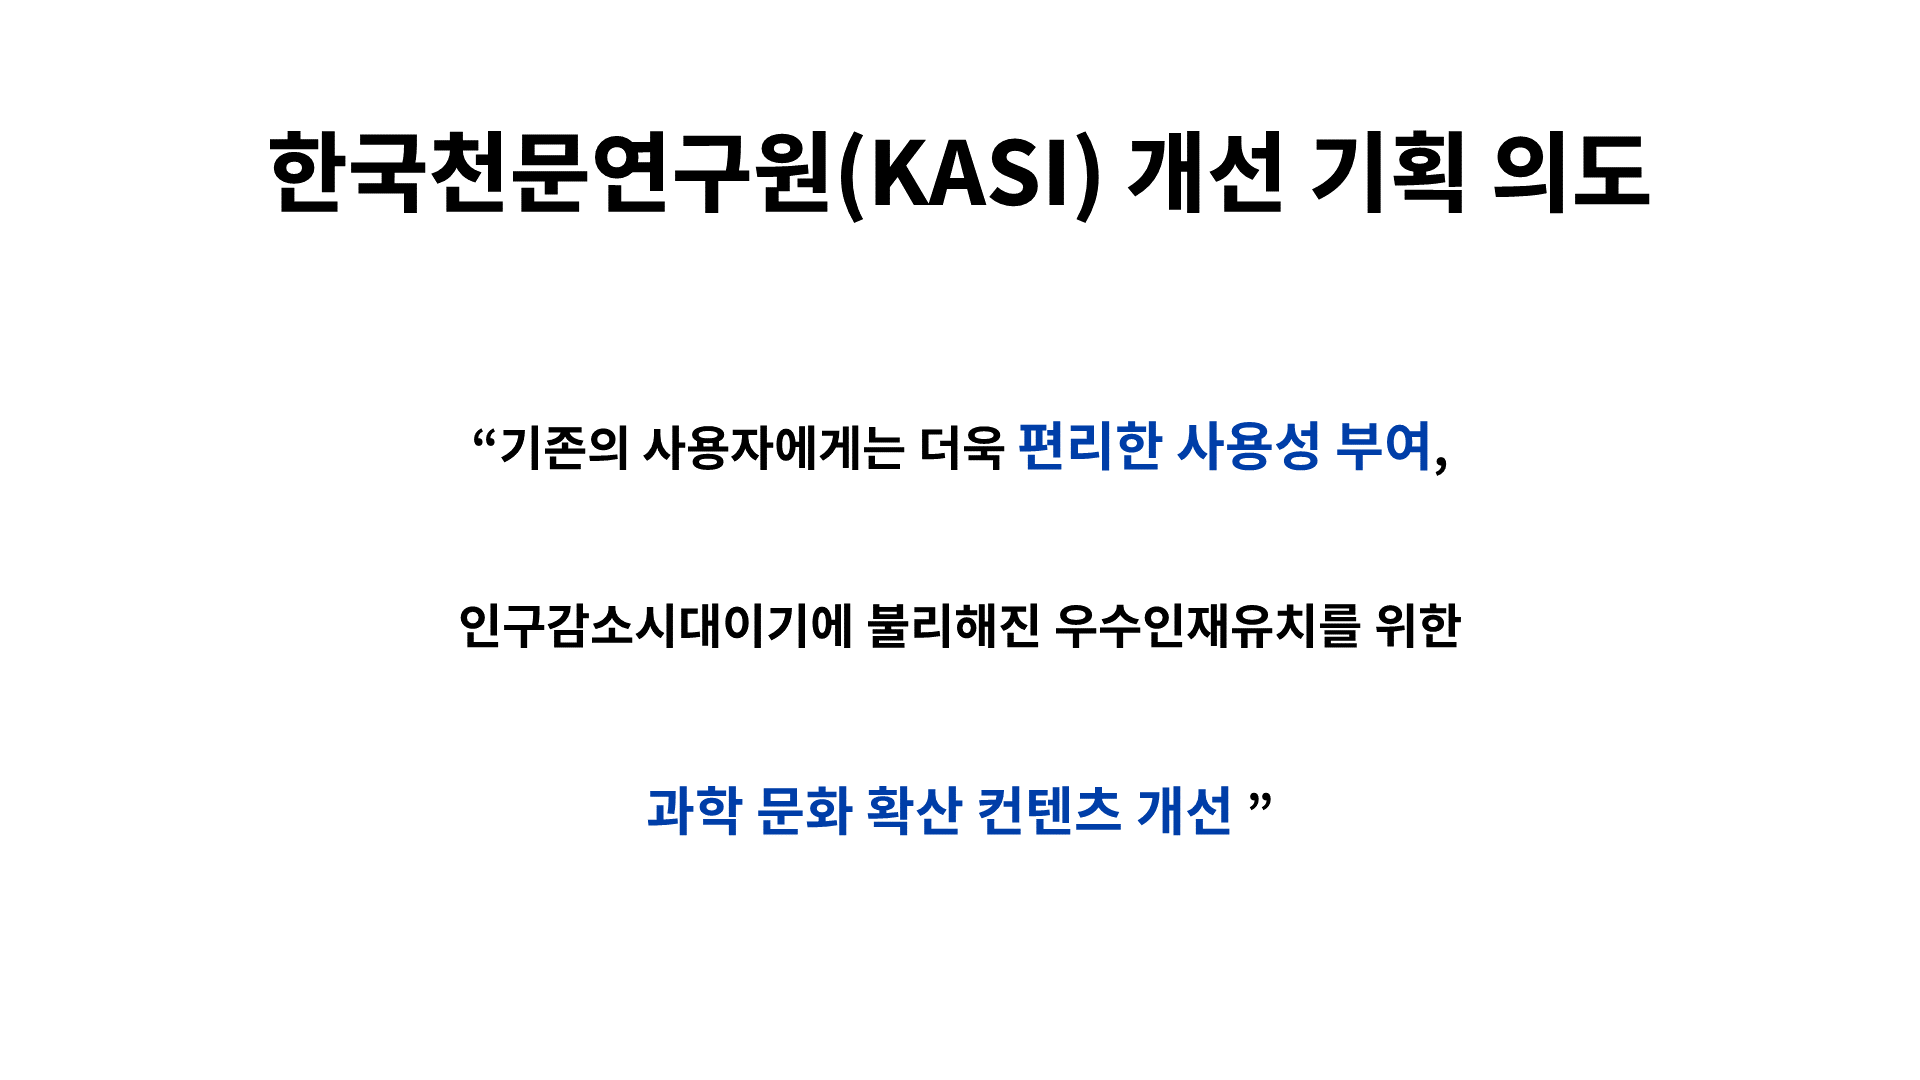 한국천문연구원(KASI) 개선 기획 의도
“기존의 사용자에게는 더욱 편리한 사용성 부여,
인구감소시대이기에 불리해진 우수인재유치를 위한
과학 문화 확산 컨텐츠 개선 ”